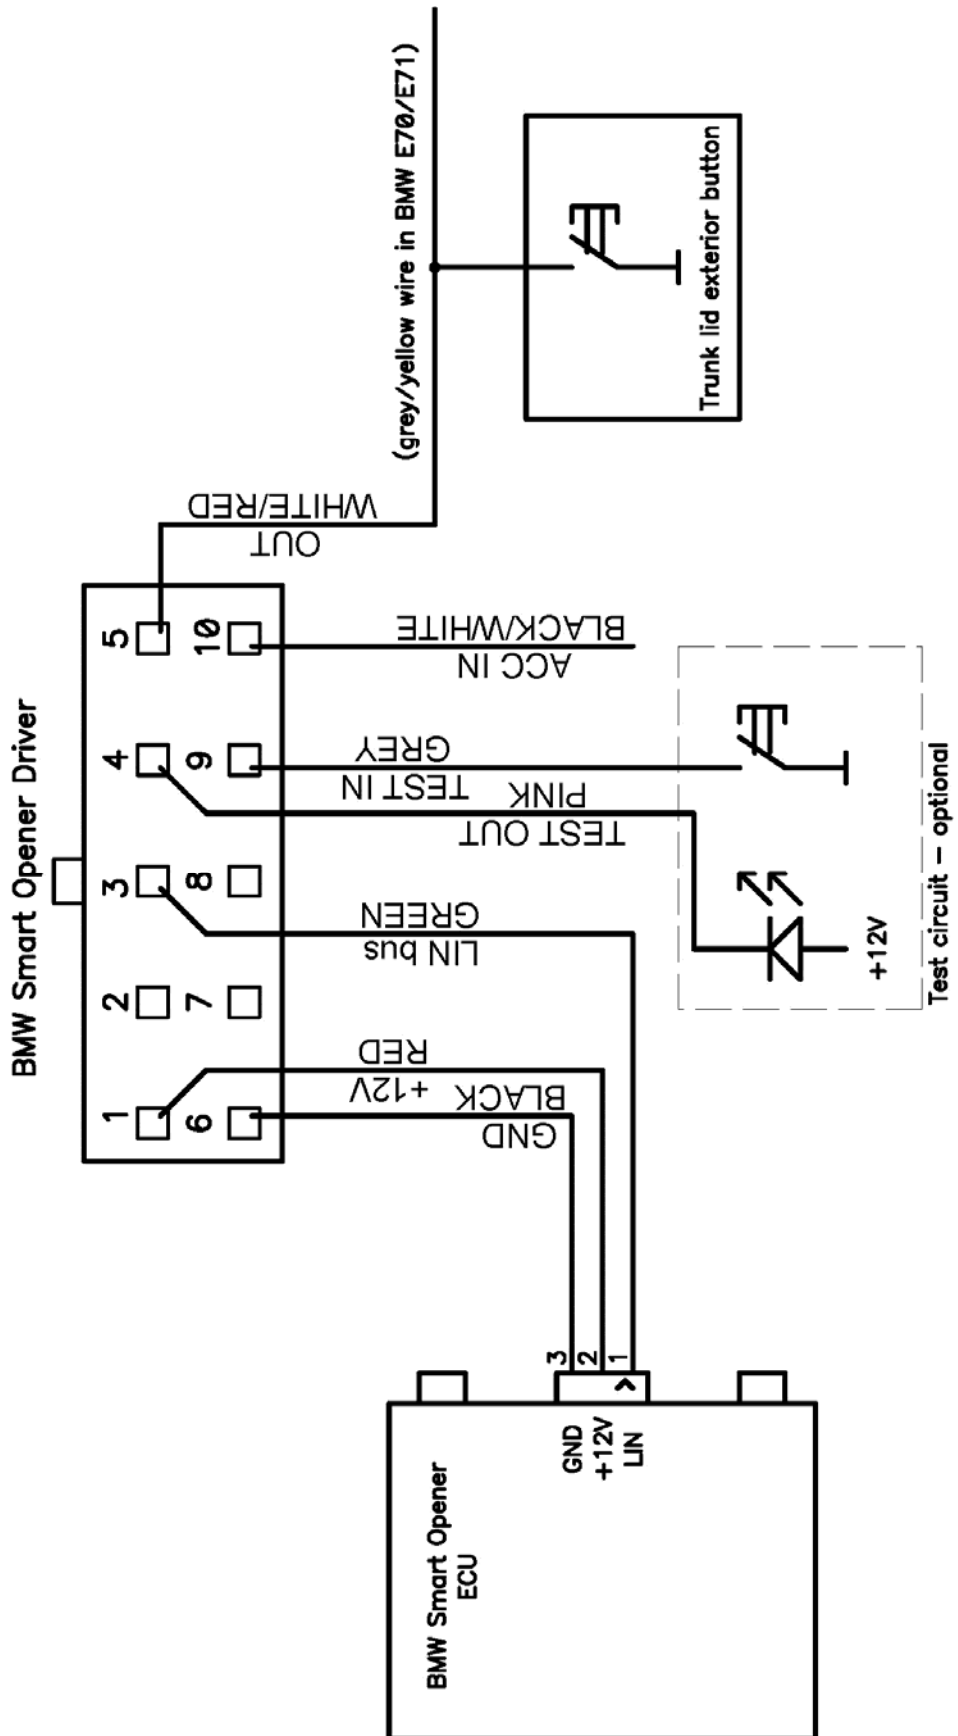 BMW Smart Opener Driver
1
2
3
4
5
6
7
8
9
10
GND
BLACK
+12V
RED
LIN bus
GREEN
TEST OUT
PINK
TEST IN
GREY
ACC IN
BLACK/WHITE
OUT
WHITE/RED
(grey/yellow wire in BMW E70/E71)
Trunk lid exterior button
BMW Smart Opener
ECU
GND
+12V
LIN
3
2
1
+12V
Test circuit – optional